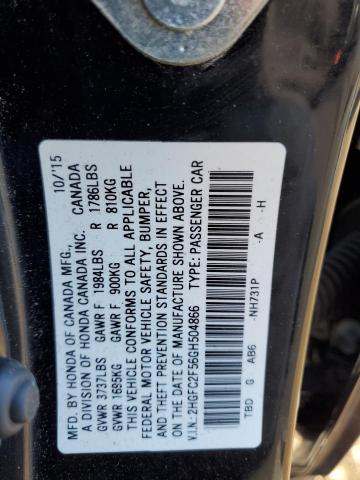 MFD. BY HONDA OF CANADA MFG., 10/15
A DIVISION OF HONDA CANADA INC. CANADA
GVWR 3737LBS GAWR F 1984LBS R 1786LBS
GVWR 1695KG GAWR F 900KG R 810KG
THIS VEHICLE CONFORMS TO ALL APPLICABLE
FEDERAL MOTOR VEHICLE SAFETY, BUMPER,
AND THEFT PREVENTION STANDARDS IN EFFECT
ON THE DATE OF MANUFACTURE SHOWN ABOVE.
V.I.N.: 2HGFC2F56GH504866 TYPE: PASSENGER CAR
TBD G AB6 -NH731P -A -H